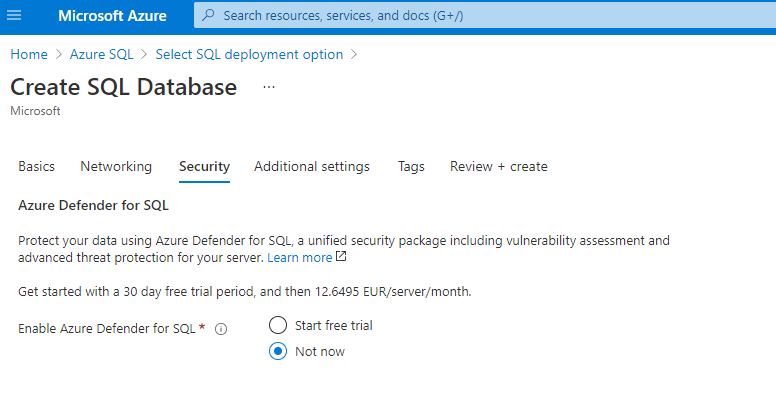 Microsoft Azure
Search resources, services, and docs (G+/)
Home > Azure SQL > Select SQL deployment option >
Create SQL Database ...
Microsoft
Basics Networking Security Additional settings Tags Review + create
Azure Defender for SQL
Protect your data using Azure Defender for SQL, a unified security package including vulnerability assessment and
advanced threat protection for your server. Learn more
Get started with a 30 day free trial period, and then 12.6495 EUR/server/month.
Enable Azure Defender for SQL *
Start free trial
Not now